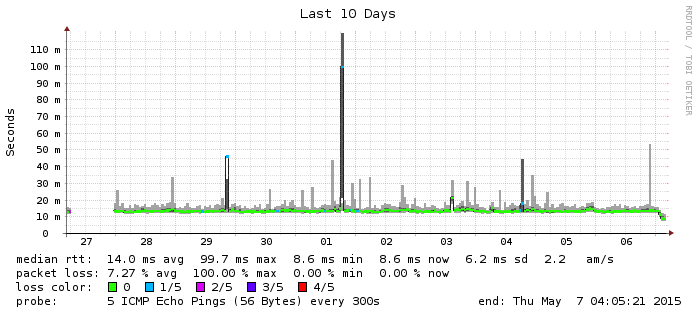 Last 10 Days
RRDTOOL / TOBI OETIKER
Seconds
110 m
100 m
90 m
80 m
70 m
60 m
50 m
40 m
30 m
20 m
10 m
0
27 28 29 30 01 02 03 04 05 06
median rtt: 14.0 ms avg 99.7 ms max 8.6 ms min 8.6 ms now 6.2 ms sd 2.2 am/s
packet loss: 7.27 % avg 100.00 % max 0.00 % min 0.00 % now
loss color: 0 1/5 2/5 3/5 4/5
probe: 5 ICMP Echo Pings (56 Bytes) every 300s end: Thu May 7 04:05:21 2015